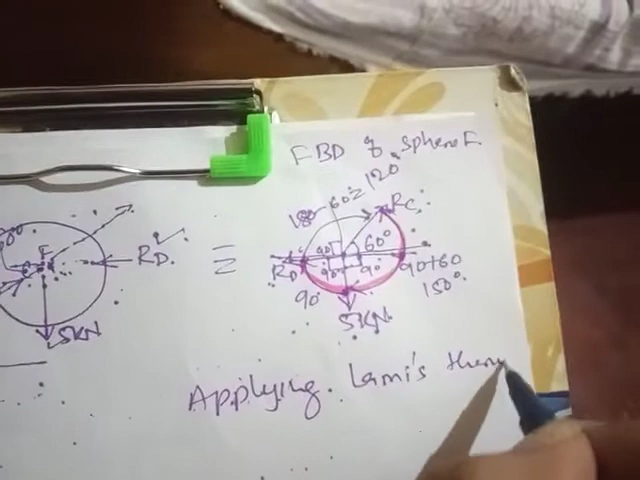 FBD of sphere F.
180-60= 120°
Rc
60°
60°
RD
RD
F
90
90
90
90+60
150°
90°
5KN
5KN
Applying. Lami's